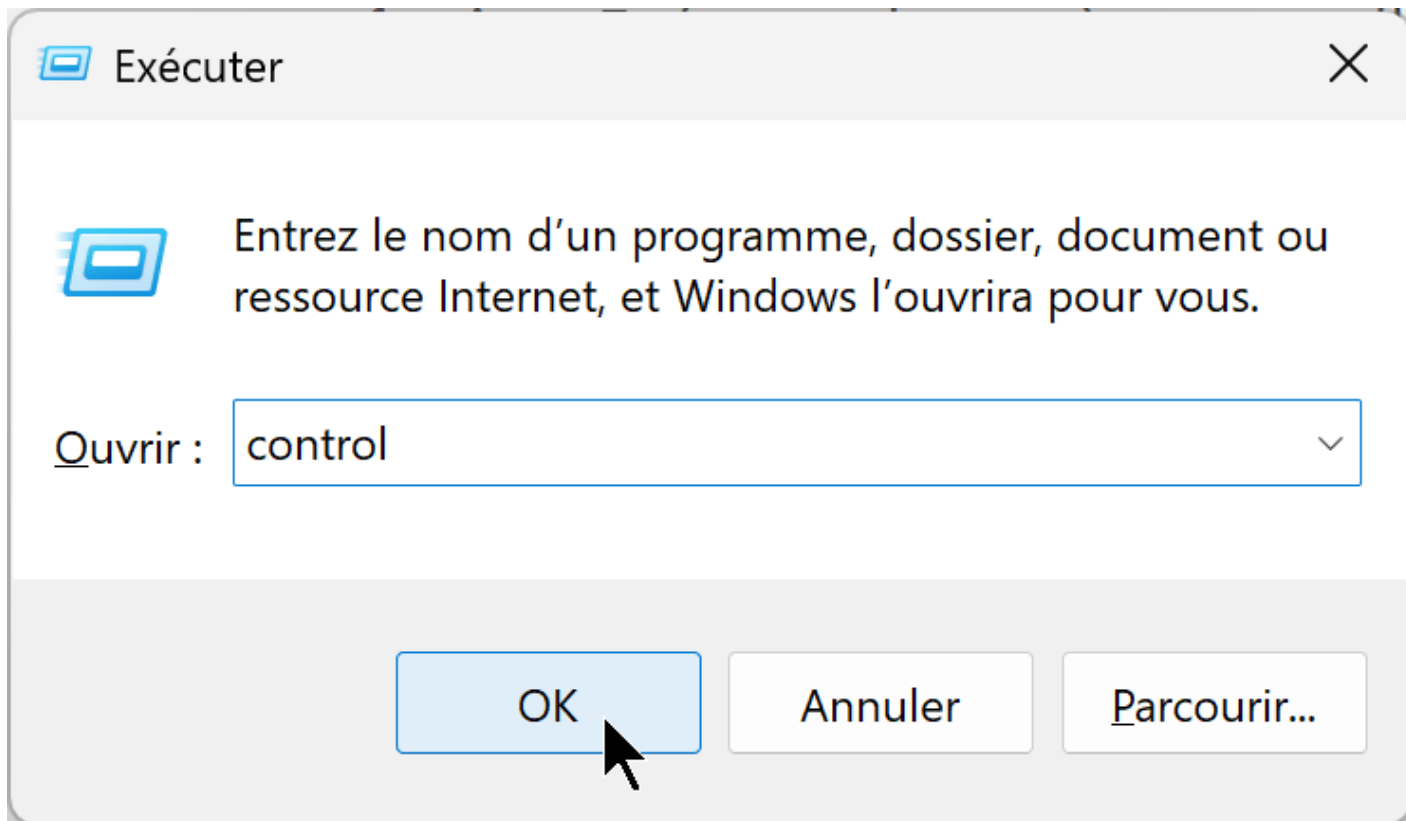 Exécuter
Entrez le nom d’un programme, dossier, document ou
ressource Internet, et Windows l’ouvrira pour vous.
Ouvrir :
control
OK
Annuler
Parcourir...